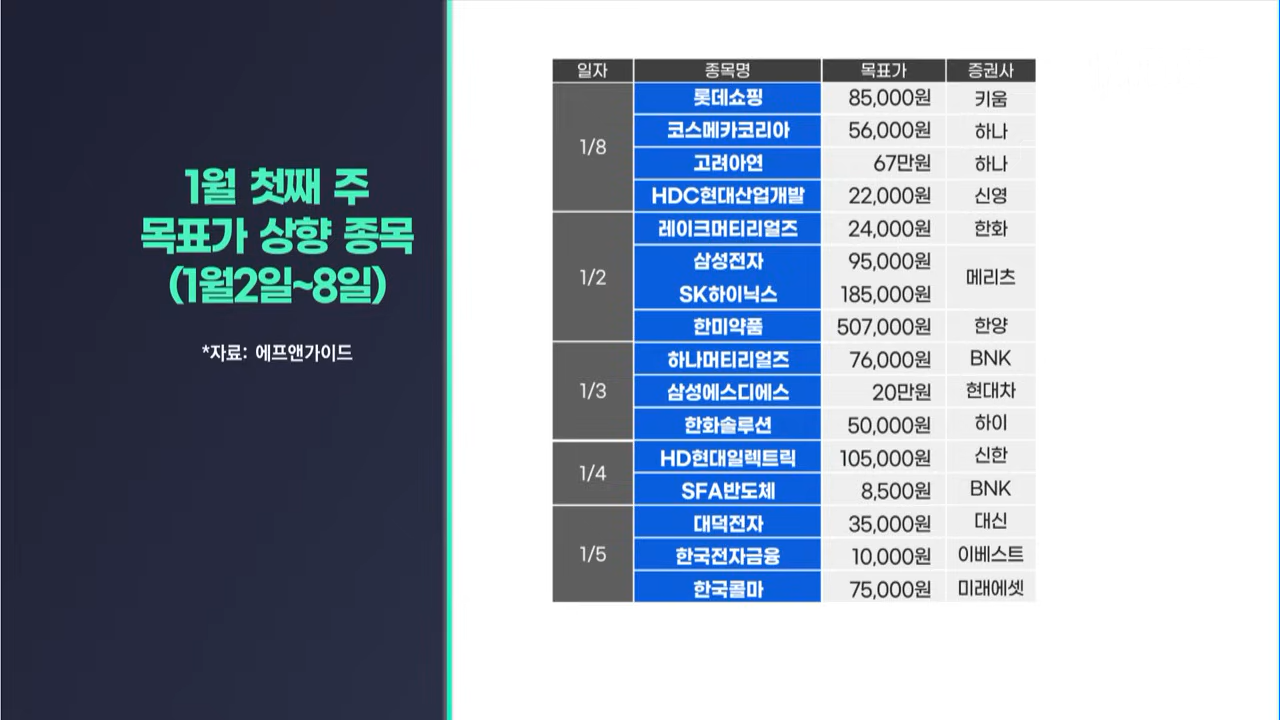 1월 첫째 주
목표가 상향 종목
(1월2일~8일)
*자료: 에프앤가이드
일자 종목명 목표가 증권사
1/8 롯데쇼핑 85,000원 키움
코스메카코리아 56,000원 하나
고려아연 67만원 하나
HDC현대산업개발 22,000원 신영
1/2 레이크머티리얼즈 24,000원 한화
삼성전자 95,000원 메리츠
SK하이닉스 185,000원
한미약품 507,000원 한양
1/3 하나머티리얼즈 76,000원 BNK
삼성에스디에스 20만원 현대차
한화솔루션 50,000원 하이
1/4 HD현대일렉트릭 105,000원 신한
SFA반도체 8,500원 BNK
1/5 대덕전자 35,000원 대신
한국전자금융 10,000원 이베스트
한국콜마 75,000원 미래에셋